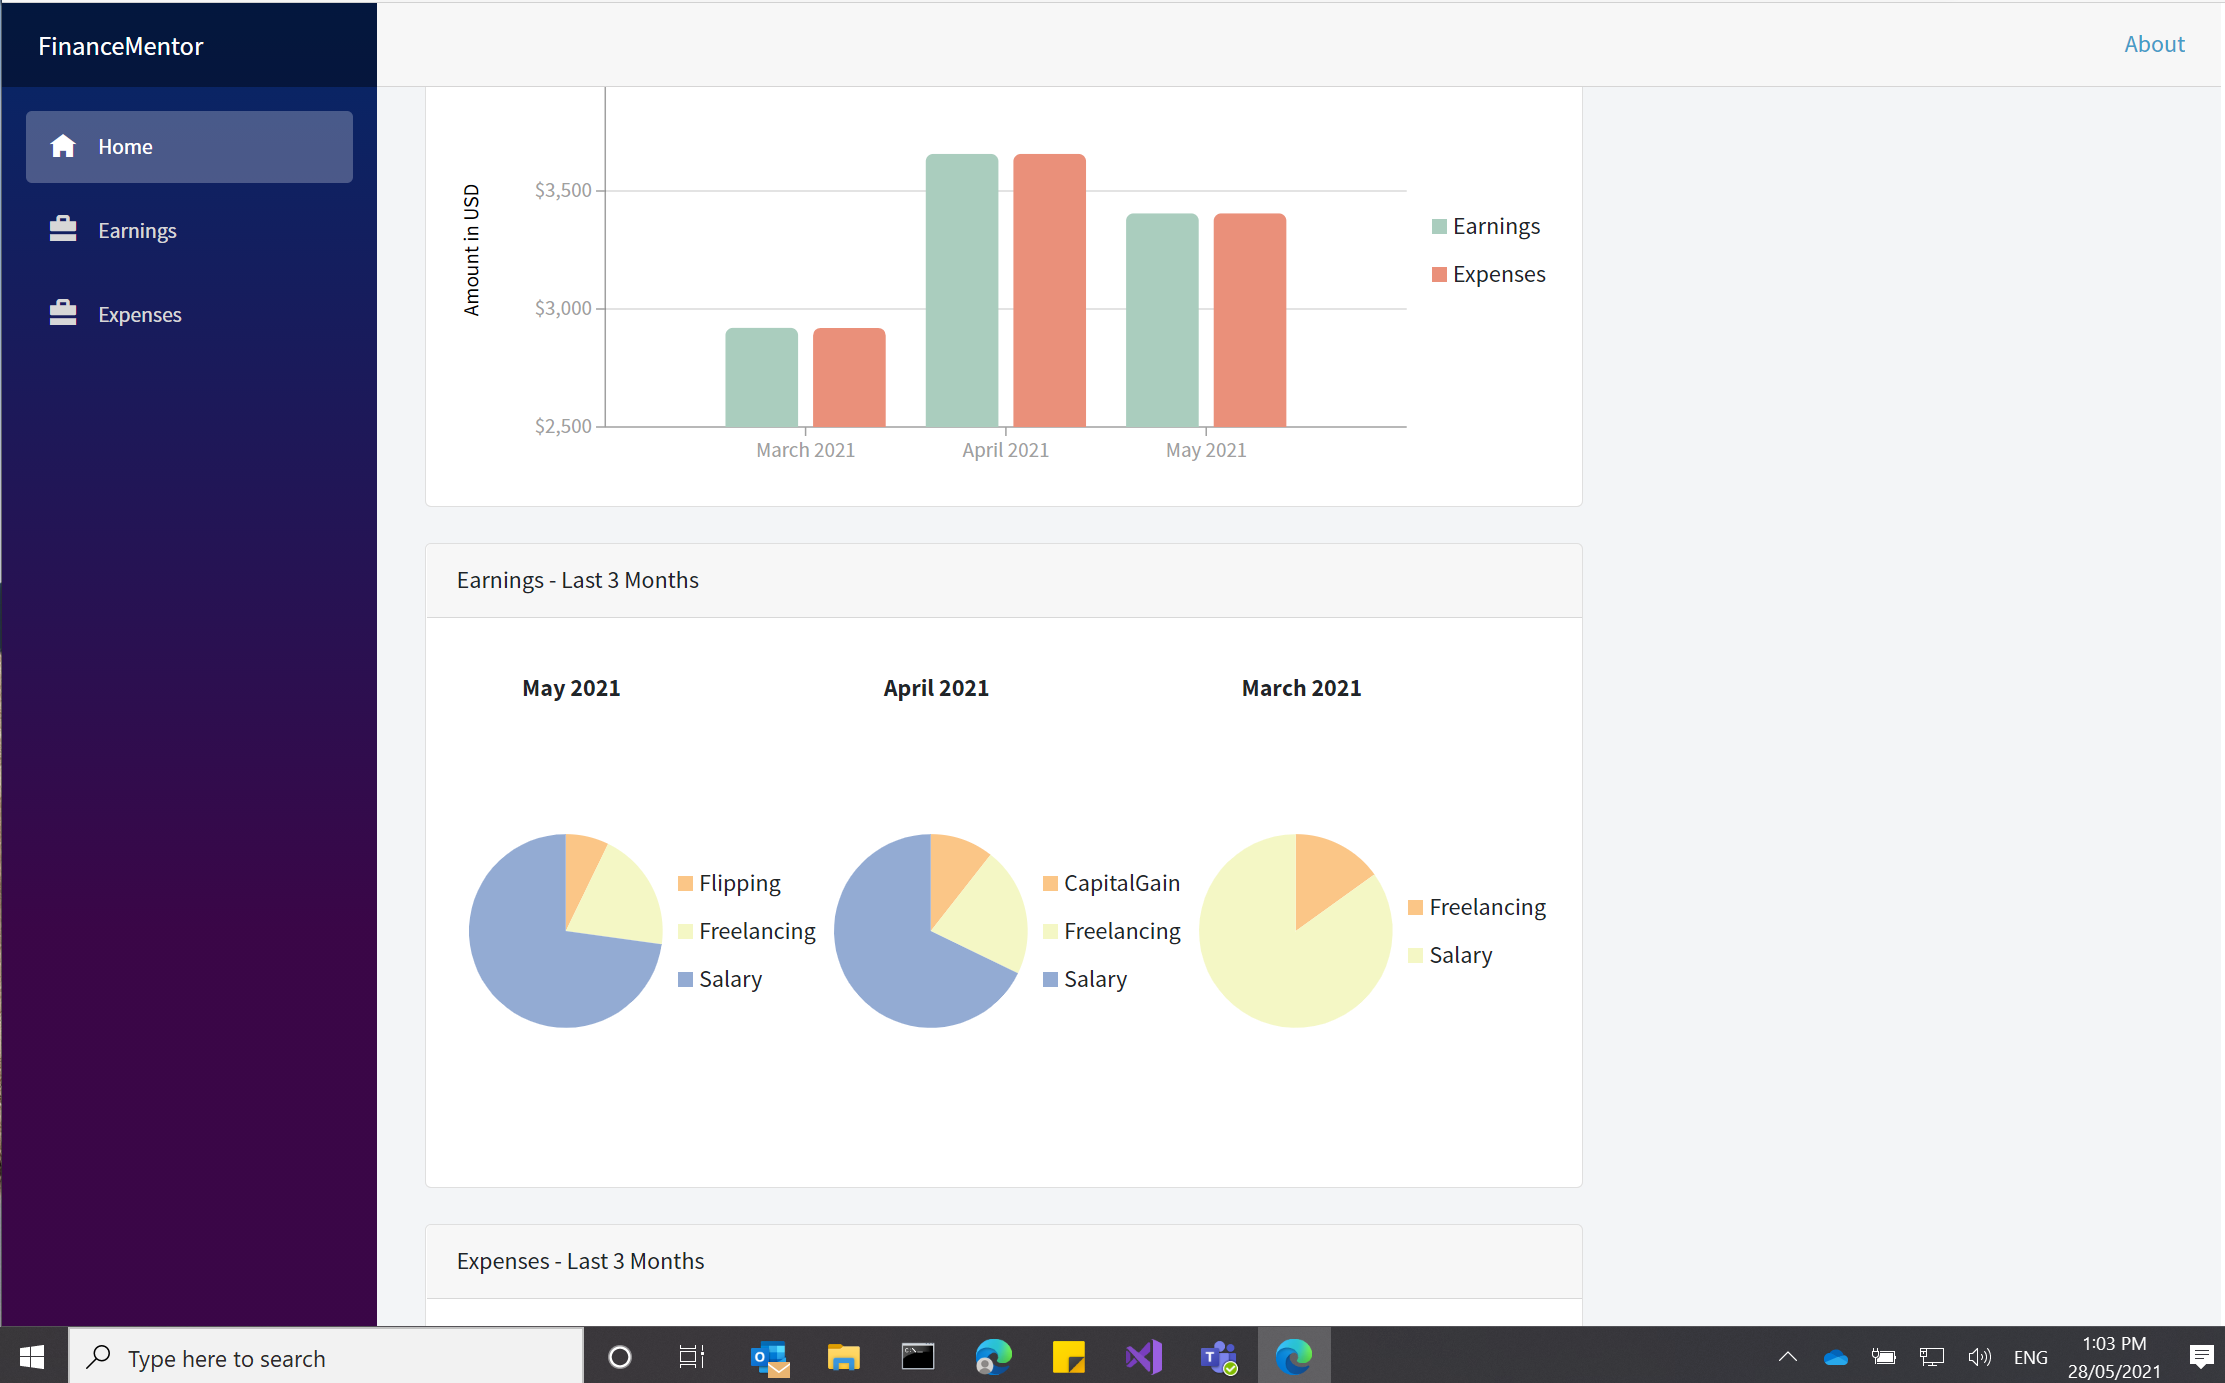 FinanceMentor
About
Home
Earnings
Expenses
Amount in USD
$3,500
$3,000
$2,500
March 2021
April 2021
May 2021
Earnings
Expenses
Earnings - Last 3 Months
May 2021
April 2021
March 2021
Flipping
Freelancing
Salary
CapitalGain
Freelancing
Salary
Freelancing
Salary
Expenses - Last 3 Months
Type here to search
ENG
1:03 PM
28/05/2021